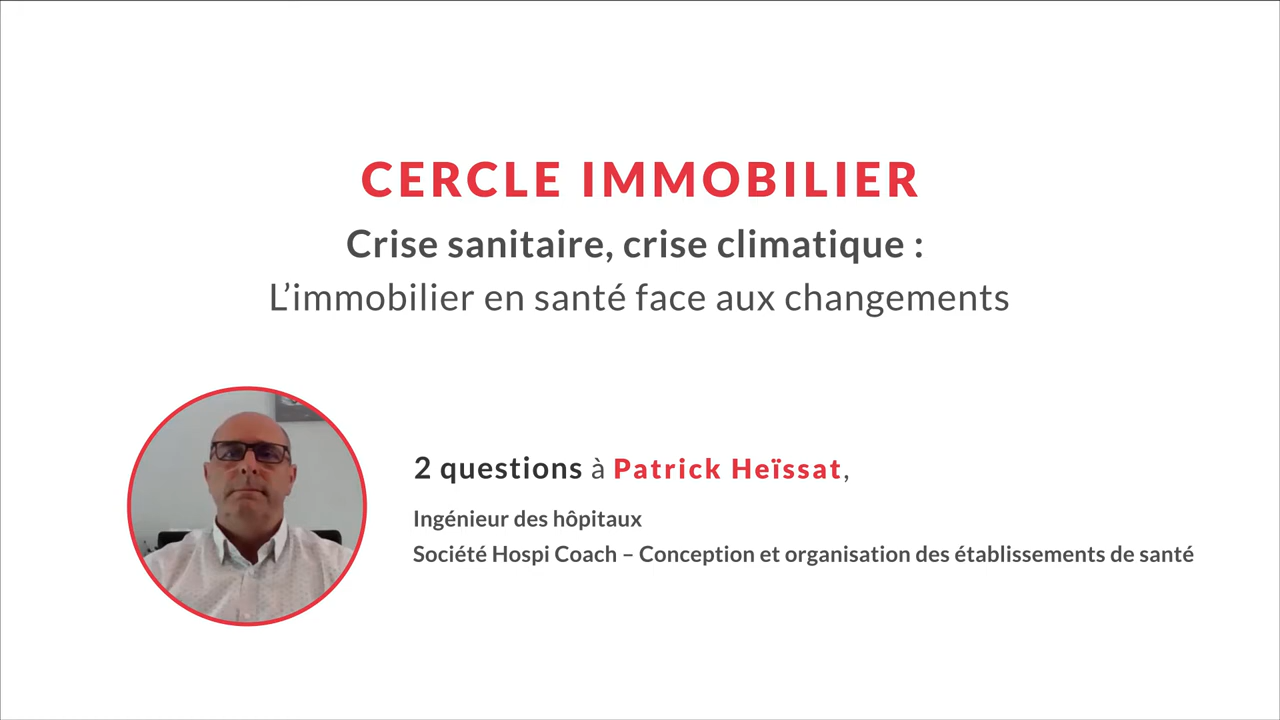 CERCLE IMMOBILIER
Crise sanitaire, crise climatique :
L’immobilier en santé face aux changements
2 questions à Patrick Heïssat,
Ingénieur des hôpitaux
Société Hospi Coach – Conception et organisation des établissements de santé